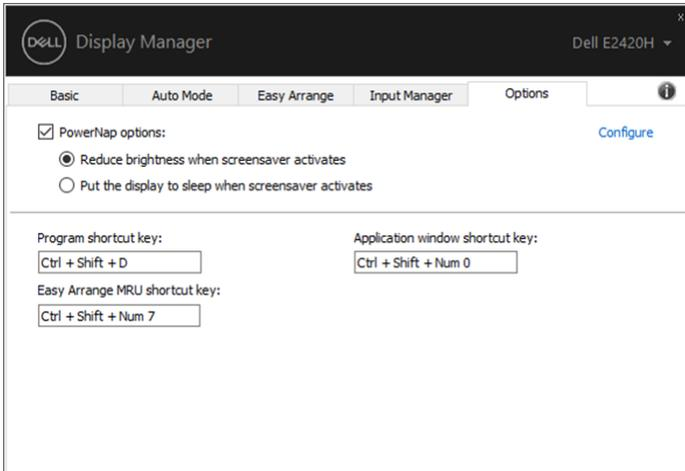 x
DELL Display Manager
Dell E2420H
Basic Auto Mode Easy Arrange Input Manager Options
PowerNap options: Configure
Reduce brightness when screensaver activates
Put the display to sleep when screensaver activates
Program shortcut key: Application window shortcut key:
Ctrl + Shift + D Ctrl + Shift + Num 0
Easy Arrange MRU shortcut key:
Ctrl + Shift + Num 7